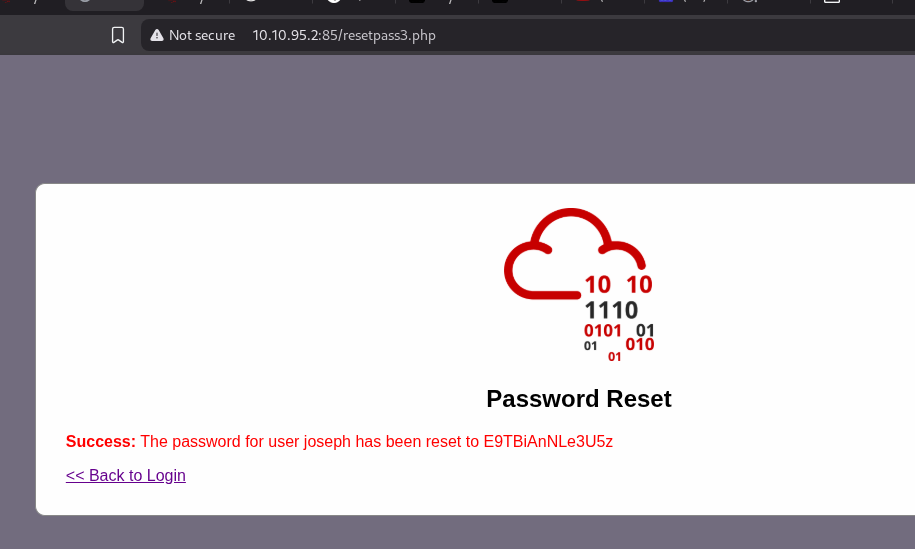 Not secure 10.10.95.2:85/resetpass3.php
10 10
1110
0101 01
01 010
01
Password Reset
Success: The password for user joseph has been reset to E9TBiAnNLe3U5z
<< Back to Login